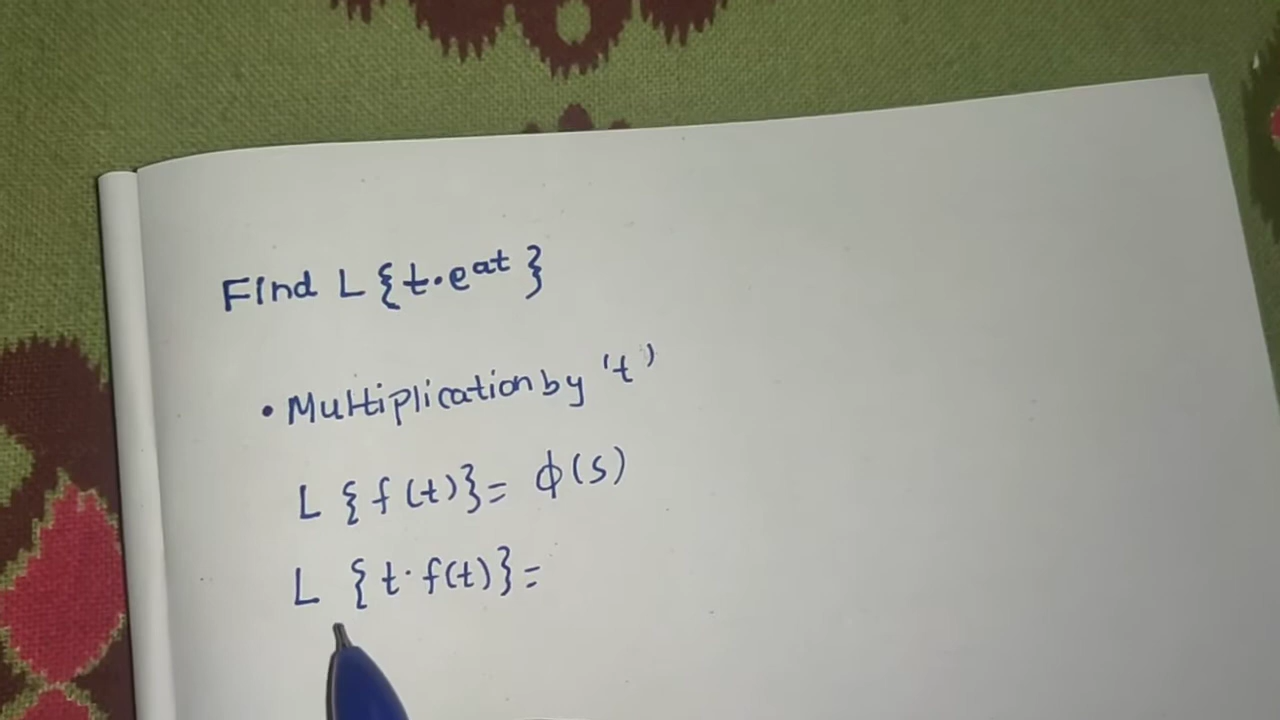 Find L{t·e^at}
• Multiplication by 't'
L {f(t)}= ϕ(s)
L {t·f(t)}=